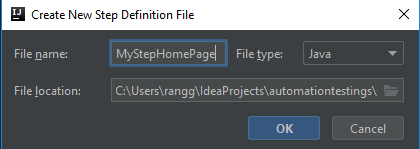 Create New Step Definition File
File name: MyStepHomePage File type: Java
File location: C:\Users\rangg\IdeaProjects\automationtestings\
OK Cancel